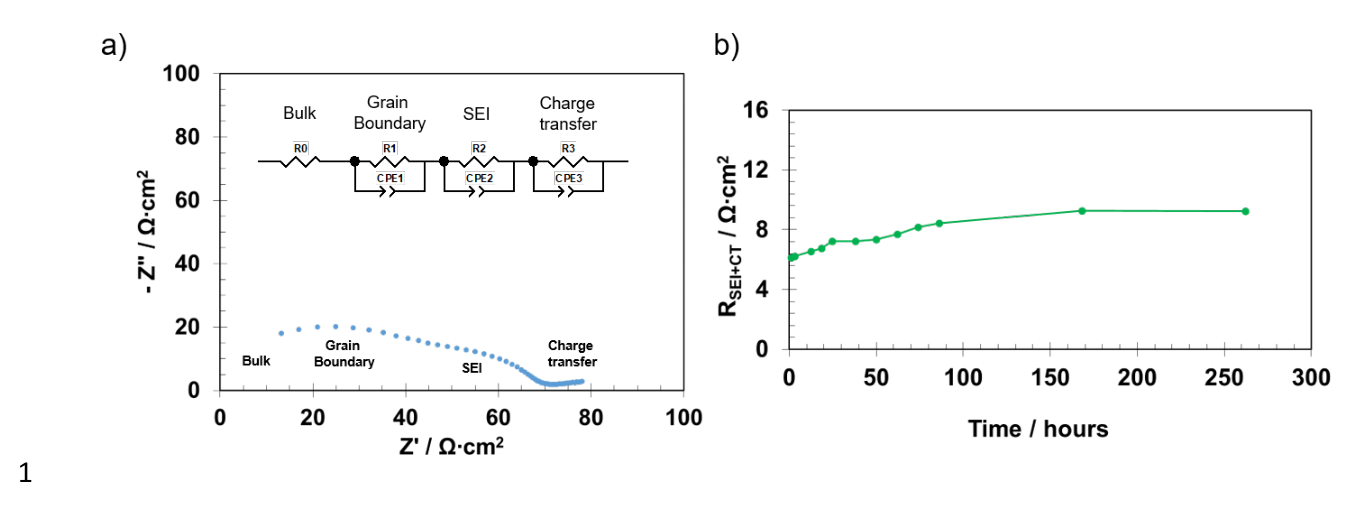 a)
100
80
60
40
20
0
- Z" / Ω·cm²
Bulk
Grain
Boundary
SEI
Charge
transfer
R0
R1
R2
R3
CPE1
CPE2
CPE3
Bulk
Grain
Boundary
SEI
Charge
transfer
0 20 40 60 80 100
Z' / Ω·cm²
b)
16
12
8
4
0
R_SEI+CT / Ω·cm²
0 50 100 150 200 250 300
Time / hours
1